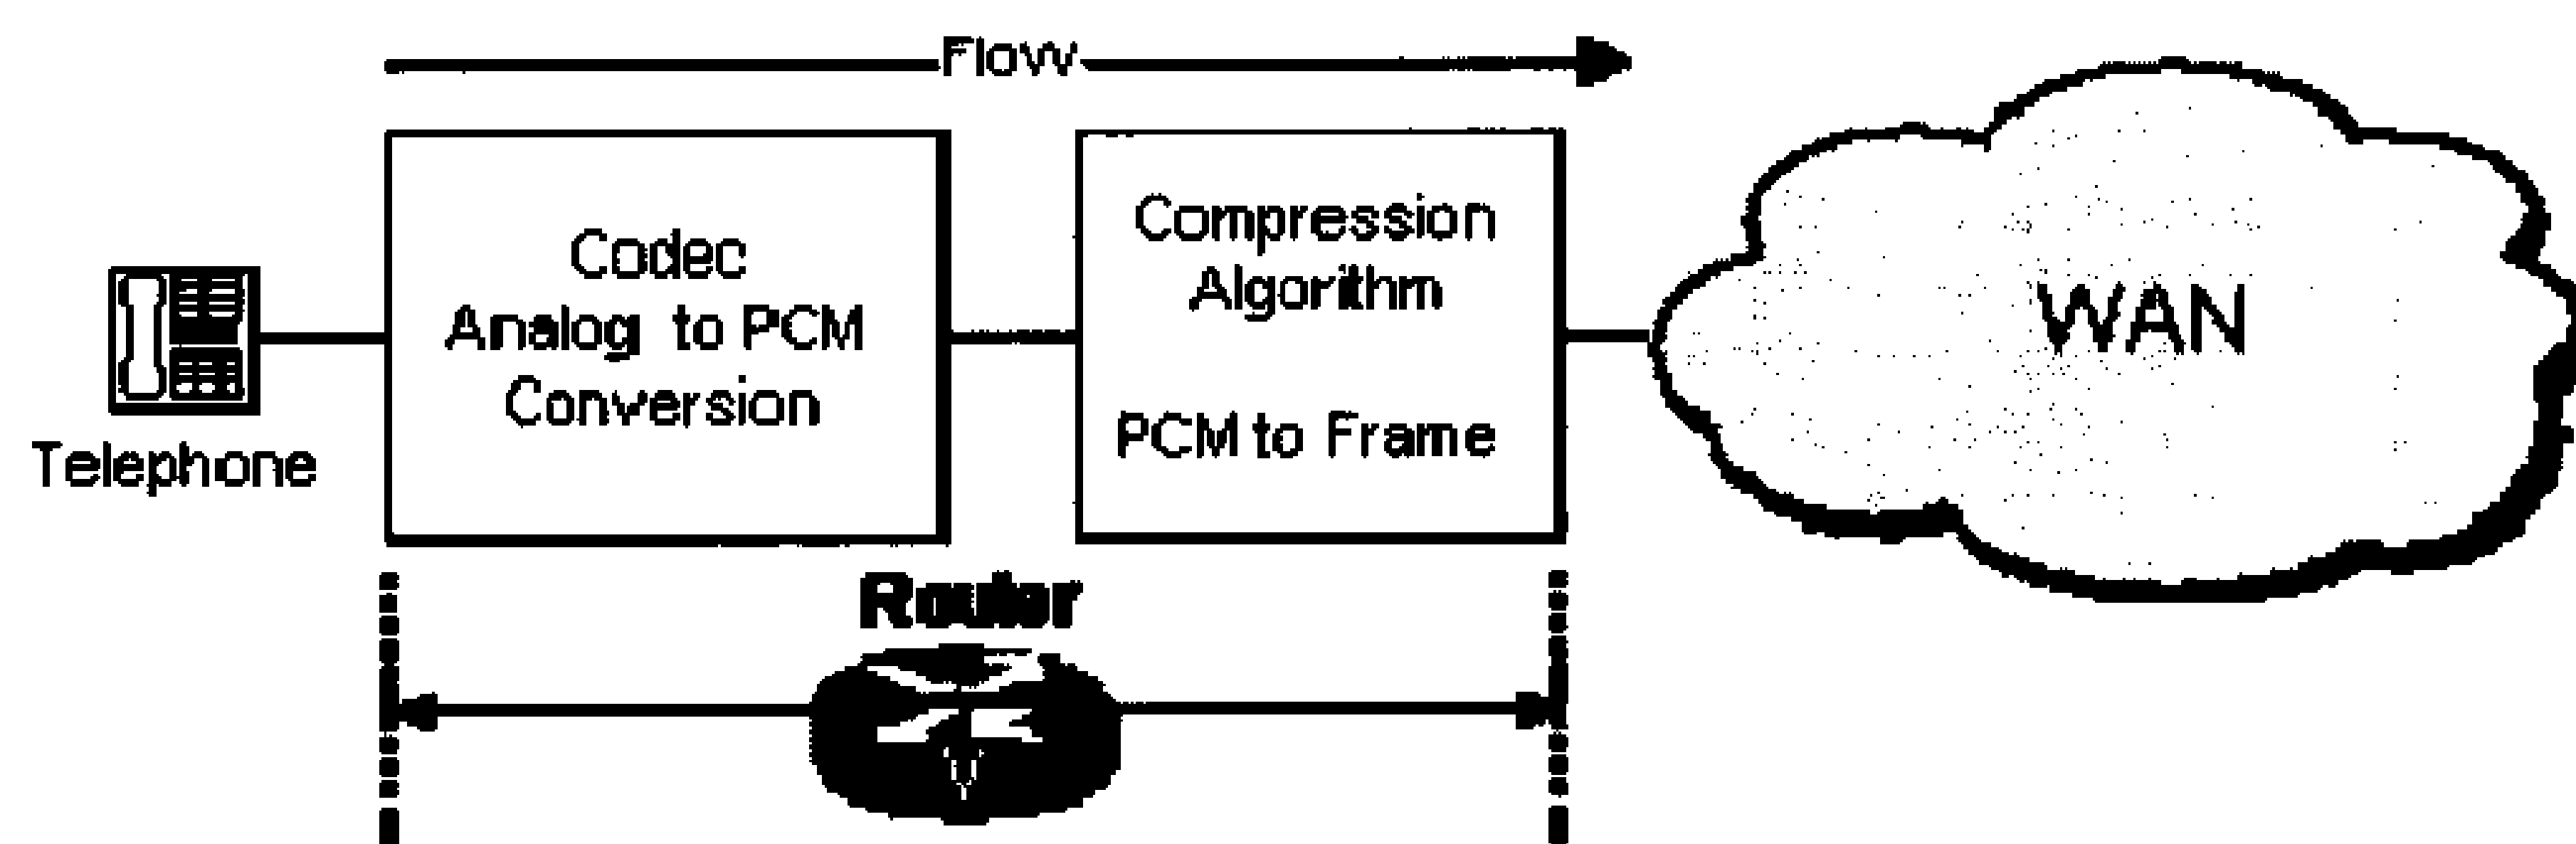 Flow
Codec
Analog to PCM
Conversion
Compression
Algorithm
PCM to Frame
WAN
Telephone
Router